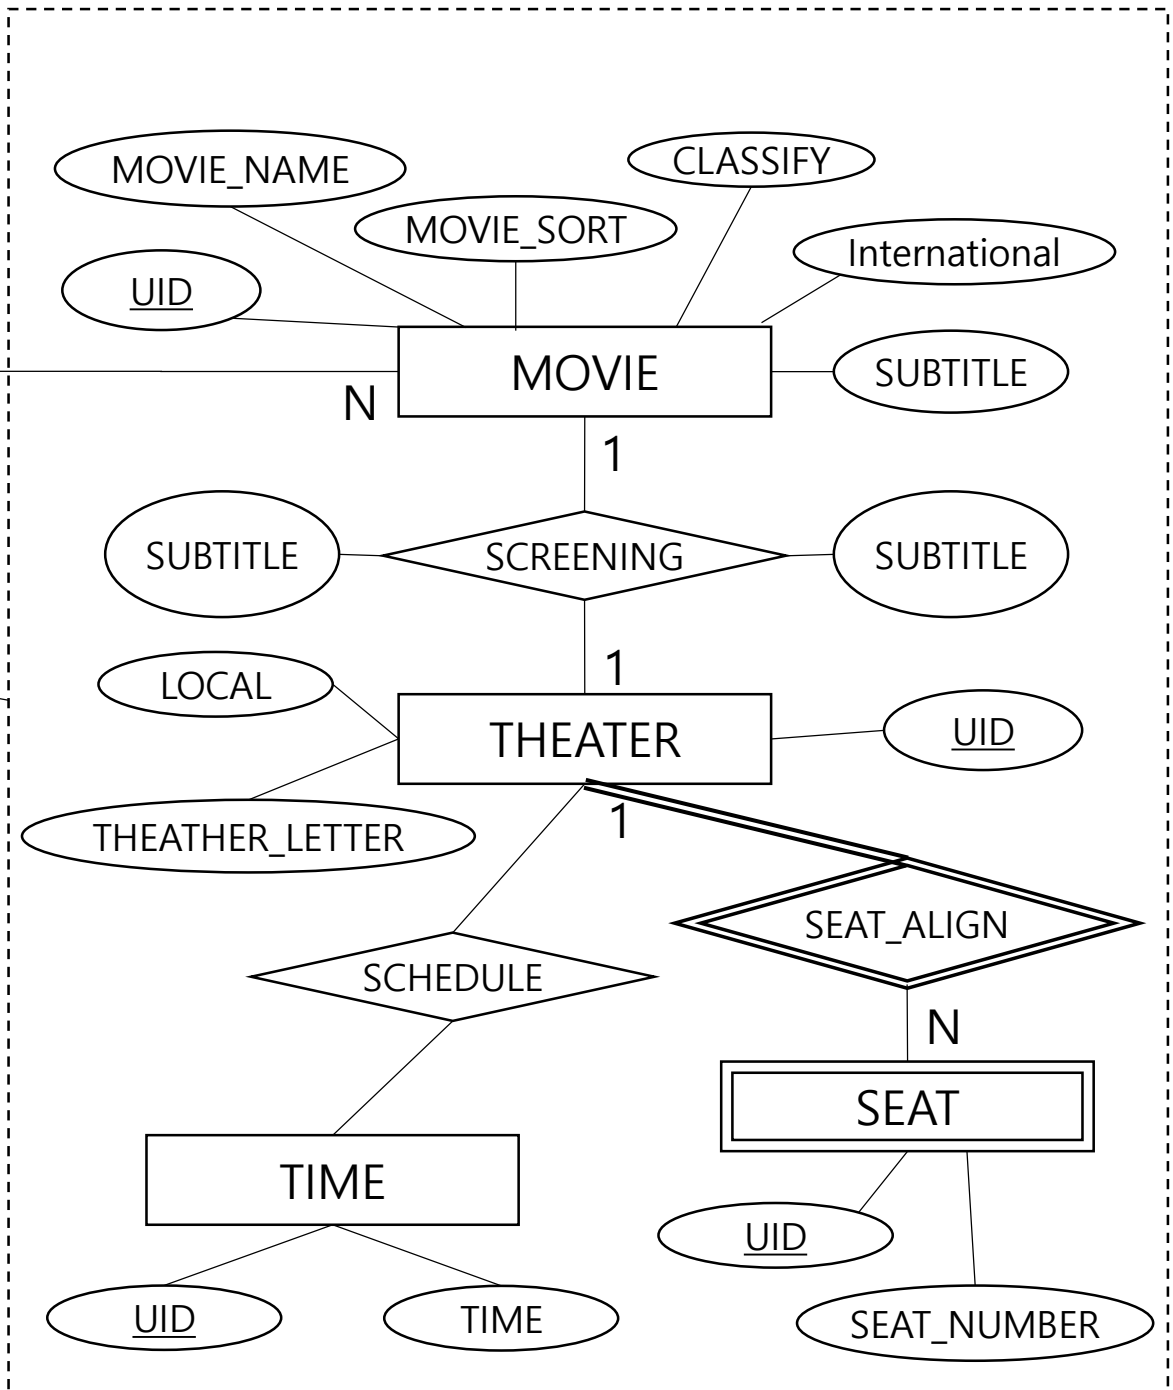 MOVIE_NAME
CLASSIFY
MOVIE_SORT
International
UID
MOVIE
SUBTITLE
N
1
SUBTITLE
SCREENING
SUBTITLE
1
LOCAL
THEATER
UID
1
THEATHER_LETTER
SEAT_ALIGN
SCHEDULE
N
SEAT
TIME
UID
UID
TIME
SEAT_NUMBER